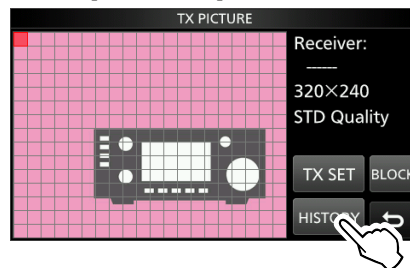 TX PICTURE
Receiver:
------
320×240
STD Quality
TX SET
BLOCK
HISTORY